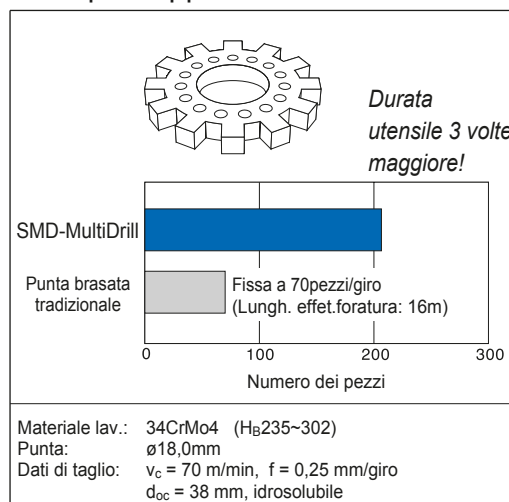 Durata
utensile 3 volte
maggiore!
SMD-MultiDrill
Punta brasata
tradizionale
Fissa a 70pezzi/giro
(Lungh. effet.foratura: 16m)
0 100 200 300
Numero dei pezzi
Materiale lav.: 34CrMo4 (HB235~302)
Punta: ø18,0mm
Dati di taglio: vc = 70 m/min, f = 0,25 mm/giro
doc = 38 mm, idrosolubile